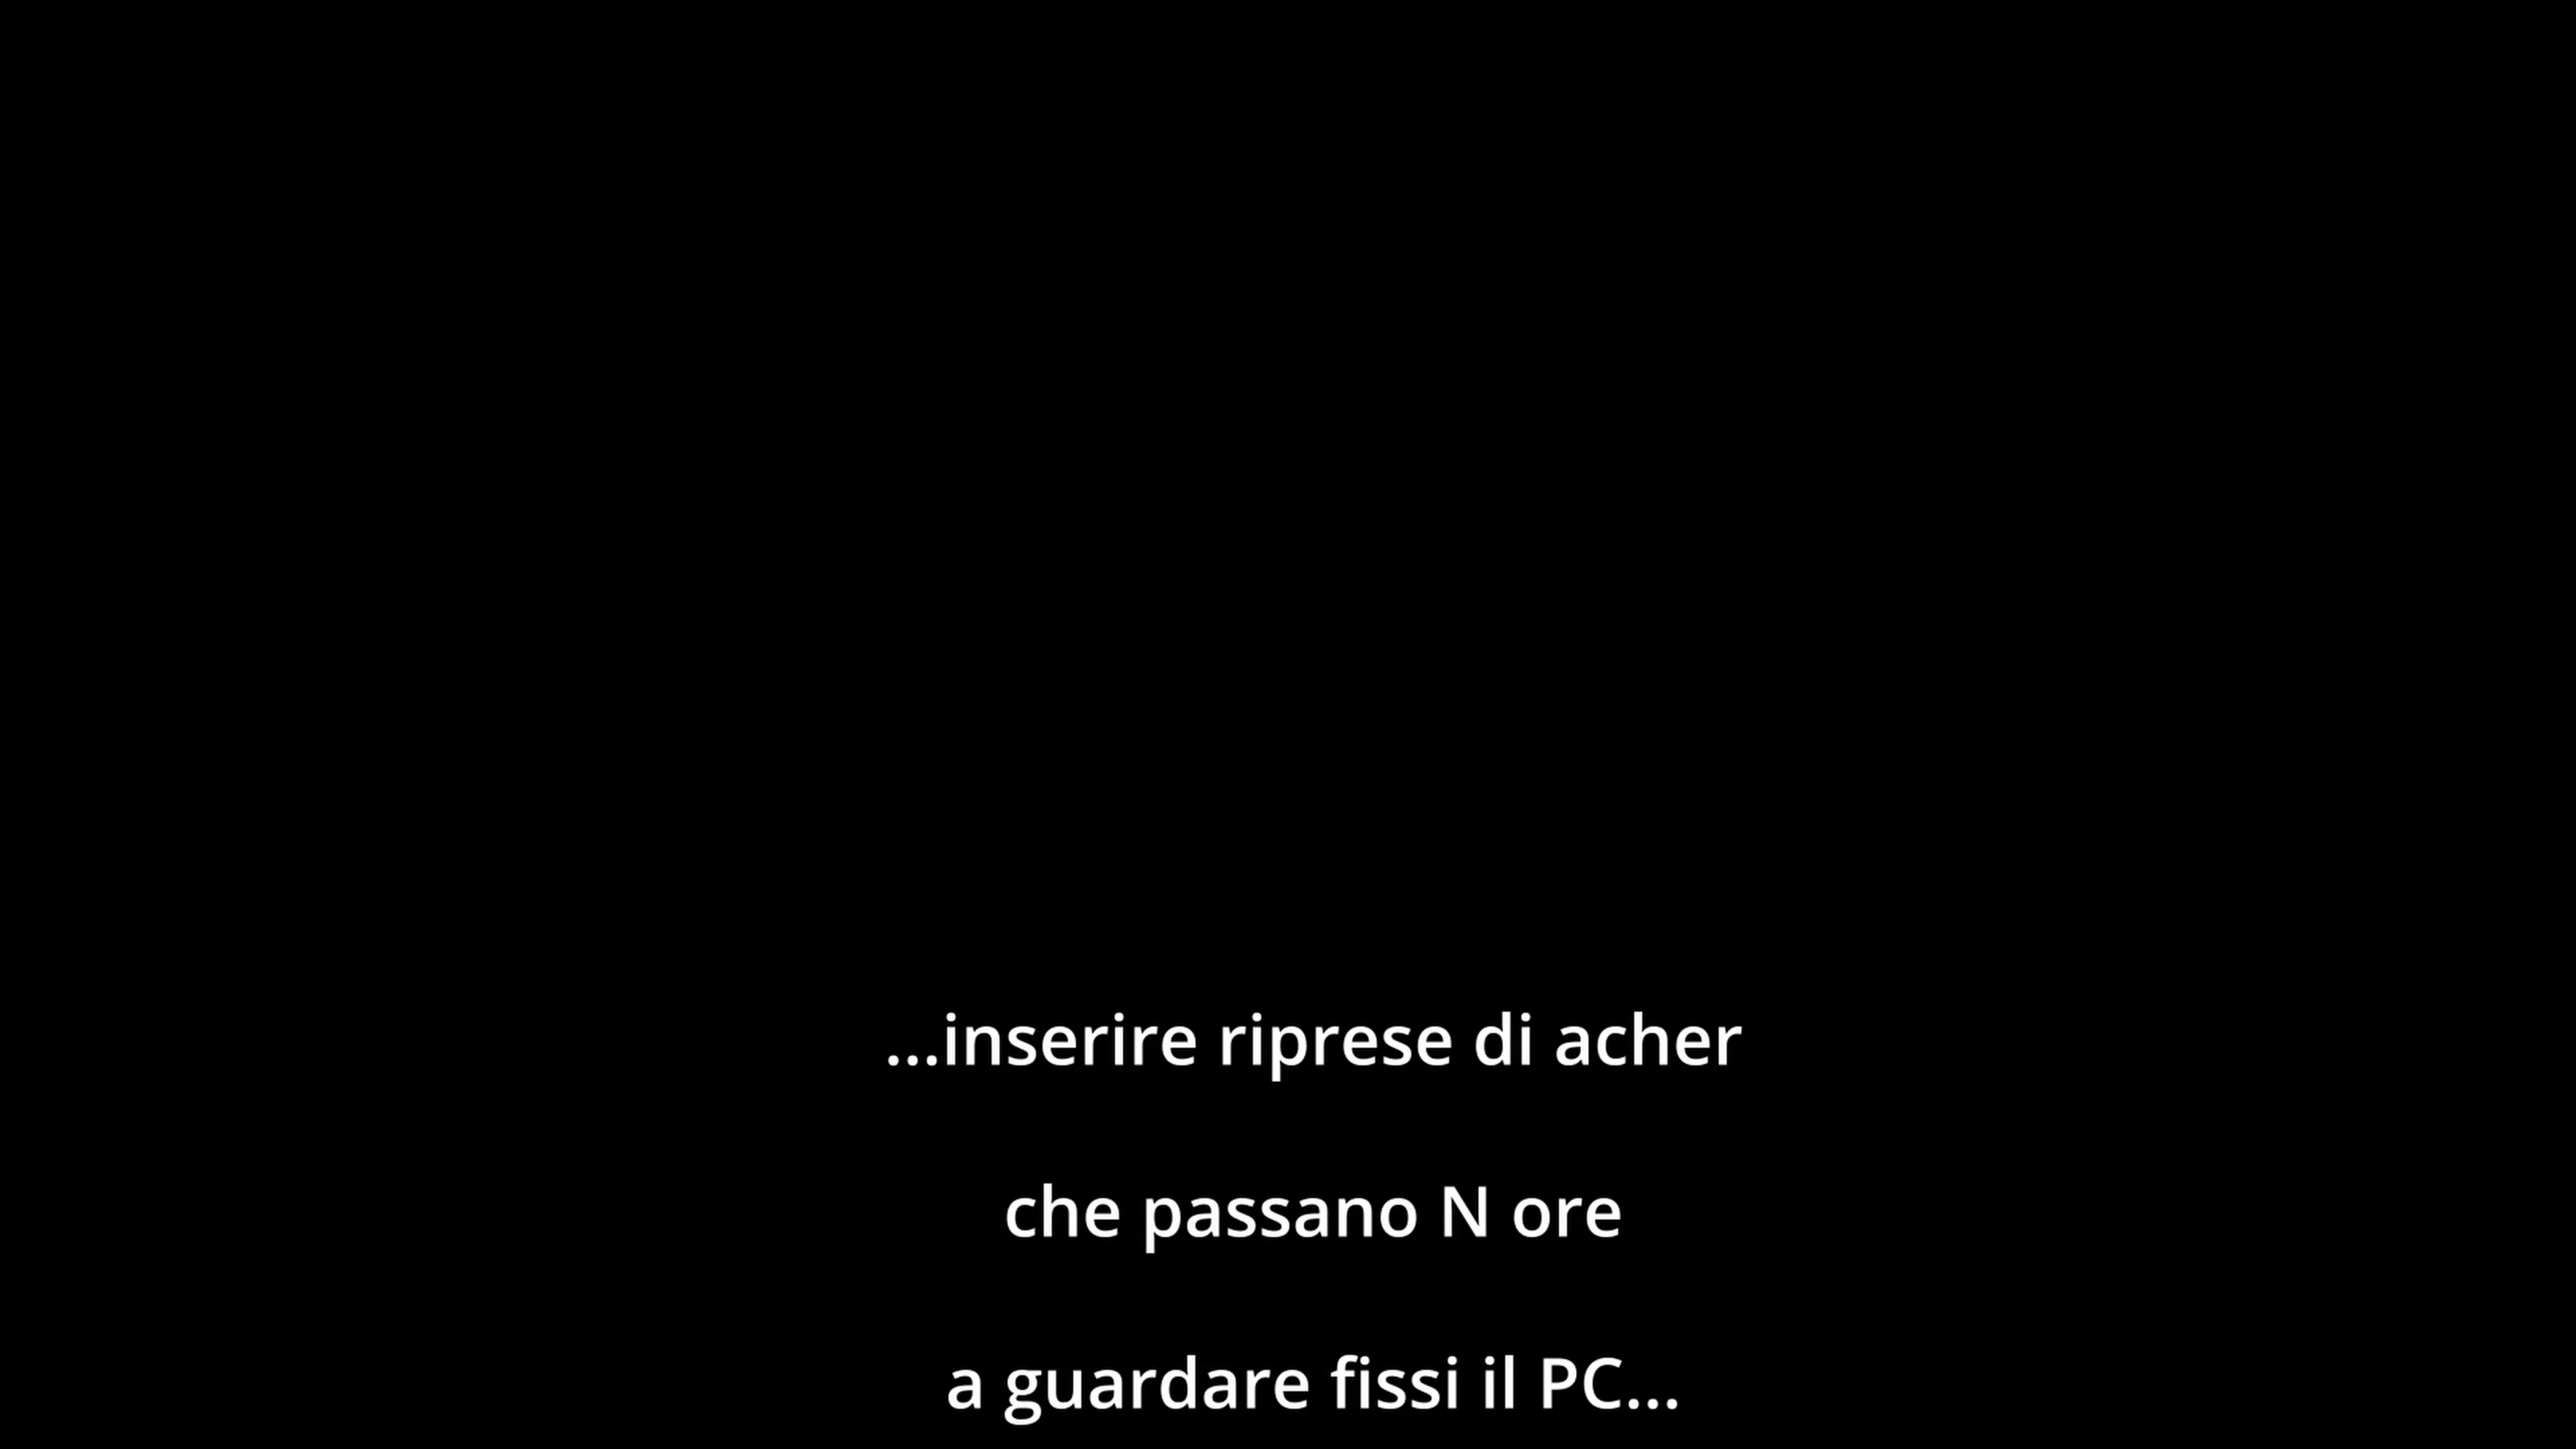 ...inserire riprese di acher
che passano N ore
a guardare fissi il PC...